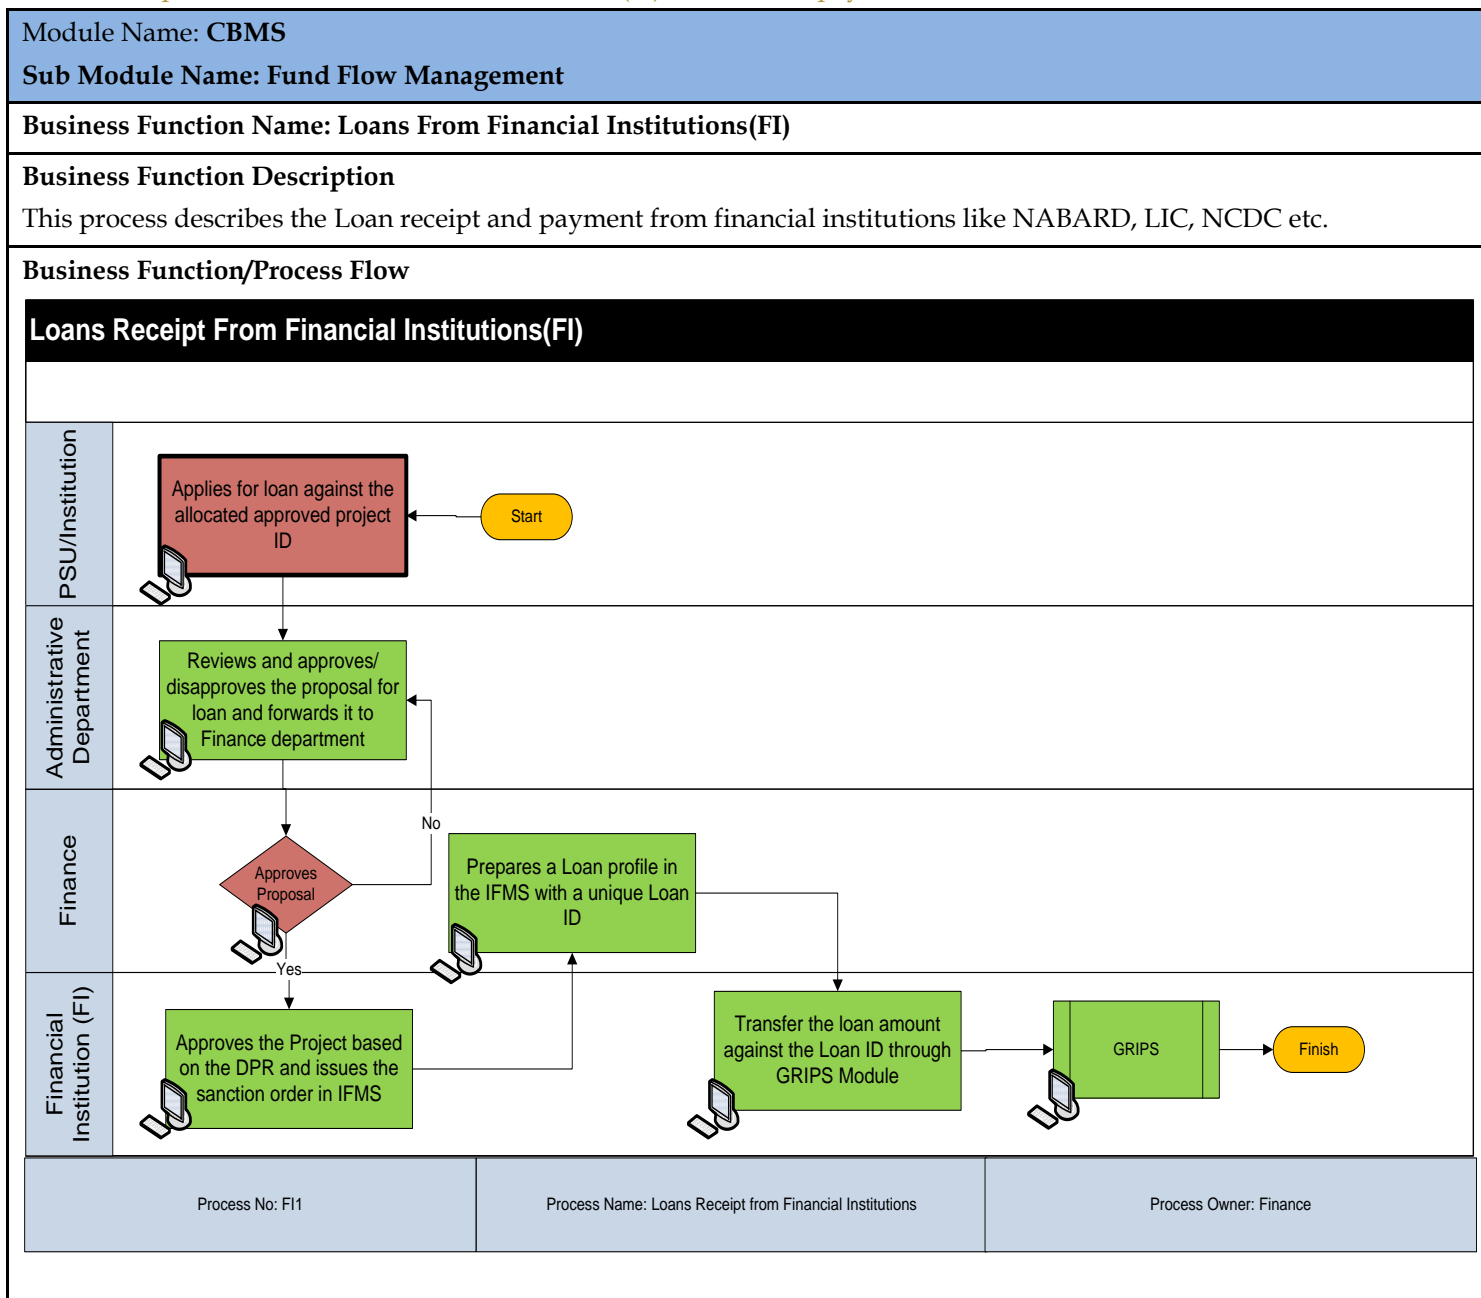 Module Name: CBMS
Sub Module Name: Fund Flow Management
Business Function Name: Loans From Financial Institutions(FI)
Business Function Description
This process describes the Loan receipt and payment from financial institutions like NABARD, LIC, NCDC etc.
Business Function/Process Flow
Loans Receipt From Financial Institutions(FI)
PSU/Institution
Applies for loan against the
allocated approved project
ID
Start
Administrative
Department
Reviews and approves/
disapproves the proposal for
loan and forwards it to
Finance department
Finance
Approves
Proposal
No
Yes
Prepares a Loan profile in
the IFMS with a unique Loan
ID
Financial
Institution (FI)
Approves the Project based
on the DPR and issues the
sanction order in IFMS
Transfer the loan amount
against the Loan ID through
GRIPS Module
GRIPS
Finish
Process No: FI1
Process Name: Loans Receipt from Financial Institutions
Process Owner: Finance